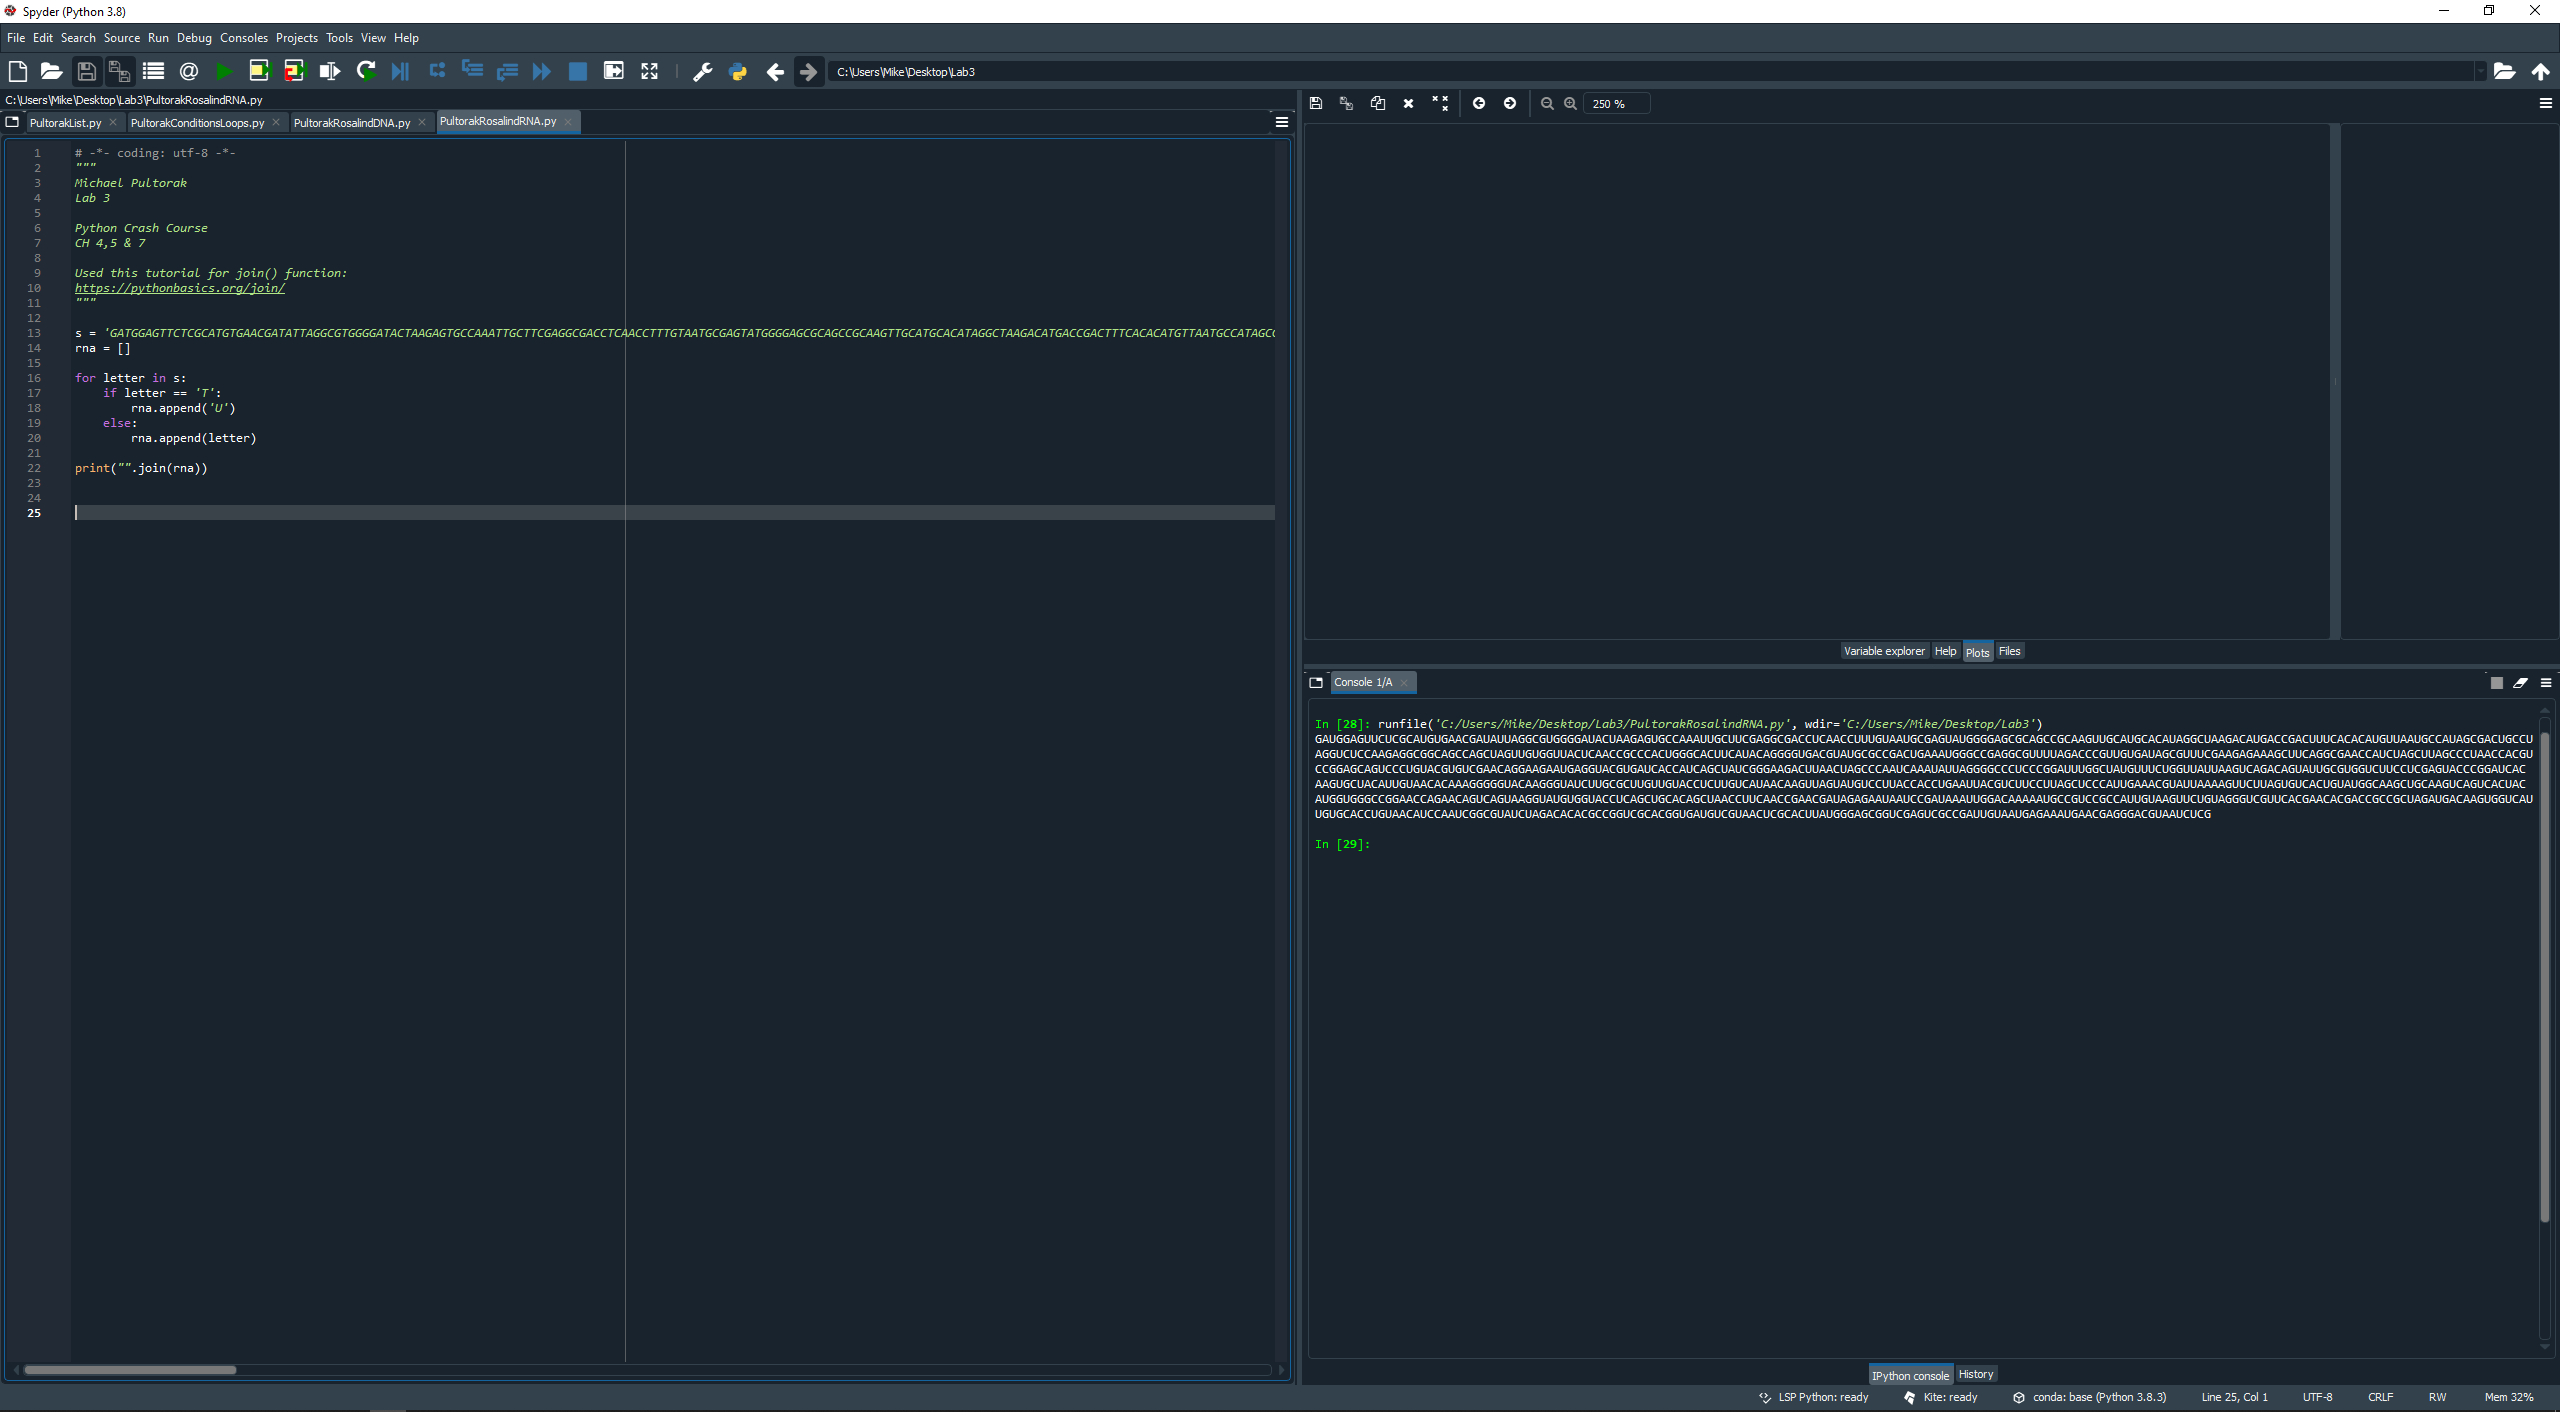 Spyder (Python 3.8)
File Edit Search Source Run Debug Consoles Projects Tools View Help
C:\Users\Mike\Desktop\Lab3
C:\Users\Mike\Desktop\Lab3\PultorakRosalindRNA.py
PultorakList.py PultorakConditionsLoops.py PultorakRosalindDNA.py PultorakRosalindRNA.py
250 %
1 # -*- coding: utf-8 -*-
2 """
3 Michael Pultorak
4 Lab 3
5
6 Python Crash Course
7 CH 4,5 & 7
8
9 Used this tutorial for join() function:
10 https://pythonbasics.org/join/
11 """
12
13 s = 'GATGGAGTTCTCGCATGTGAACGATATTAGGCGTGGGGATACTAAGAGTGCCAAATTGCTTCGAGGCGACCTCAACCTTTGTAATGCGAGTATGGGGAGCGCAGCCGCAAGTTGCATGCACATAGGCTAAGACATGACCGACTTTCACACATGTTAATGCCATAGC
14 rna = []
15
16 for letter in s:
17 if letter == 'T':
18 rna.append('U')
19 else:
20 rna.append(letter)
21
22 print("".join(rna))
23
24
25
Variable explorer Help Plots Files
Console 1/A
In [28]: runfile('C:/Users/Mike/Desktop/Lab3/PultorakRosalindRNA.py', wdir='C:/Users/Mike/Desktop/Lab3')
GAUGGAGUUCUCGCAUGUGAACGAUAUUAGGCGUGGGGAUACUAAGAGUGCCAAAUUGCUUCGAGGCGACCUCAACCUUUGUAAUGCGAGUAUGGGGAGCGCAGCCGCAAGUUGCAUGCACAUAGGCUAAGACAUGACCGACUUUCACACAUGUUAAUGCCAUAGCGACUGCCU
AGGUCUCCAAGAGGCGGCAGCCAGCUAGUUGUGGUUACUCAACCGCCCACUGGGCACUUCAUACAGGGGUGACGUAUGCGCCGACUGAAAUGGGCCGAGGCGUUUUAGACCCGUUGUGAUAGCGUUUCGAAGAGAAAGCUUCAGGCGAACCAUCUAGCUUAGCCCUAACCACGU
CCGGAGCAGUCCCUGUACGUGUCGAACAGGAAGAAUGAGGUACGUGAUCACCAUCAGCUAUCGGGAAGACUUAACUAGCCCAAUCAAAUAUUAGGGGCCCUCCCGGAUUUGGCUAUGUUUCUGGUUAUUAAGUCAGACAGUAUUGCGUGGUCUUCCUCGAGUACCCGGAUCAC
AAGUGCUACAUUGUAACACAAAGGGGGUACAAGGGUAUCUUGCGCUUGUUGUACCUCUUGUCAUAACAAGUUAGUAUGUCCUUACCACCUGAAUUACGUCUUCCUUAGCUCCCAUUGAAACGUAUUAAAAGUUCUUAGUGUCACUGUAUGGCAAGCUGCAAGUCAGUCACUAC
AUGGUGGGCCGGAACCAGAACAGUCAGUAAGGUAUGUGGUACCUCAGCUGCACAGCUAACCUUCAACCGAACGAUAGAGAAUAAUCCGAUAAAUUGGACAAAAAUGCCGUCCGCCAUUGUAAGUUCUGUAGGGUCGUUCACGAACACGACCGCCGCUAGAUGACAAGUGGUCAU
UGUGCACCUGUAACAUCCAAUCGGCGUAUCUAGACACACGCCGGUCGCACGGUGAUGUCGUAACUCGCACUUAUGGGAGCGGUCGAGUCGCCGAUUGUAAUGAGAAAUGAACGAGGGACGUAAUCUCG
In [29]:
IPython console History
LSP Python: ready Kite: ready conda: base (Python 3.8.3) Line 25, Col 1 UTF-8 CRLF RW Mem 32%